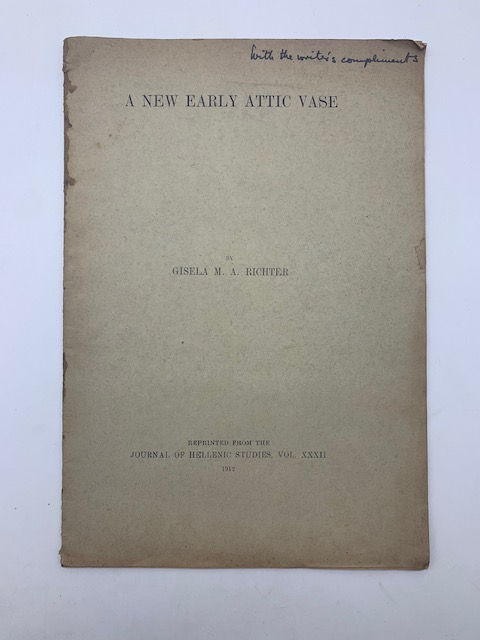 With the writer's compliments
A NEW EARLY ATTIC VASE
BY
GISELA M. A. RICHTER
REPRINTED FROM THE
JOURNAL OF HELLENIC STUDIES, VOL. XXXII
1912